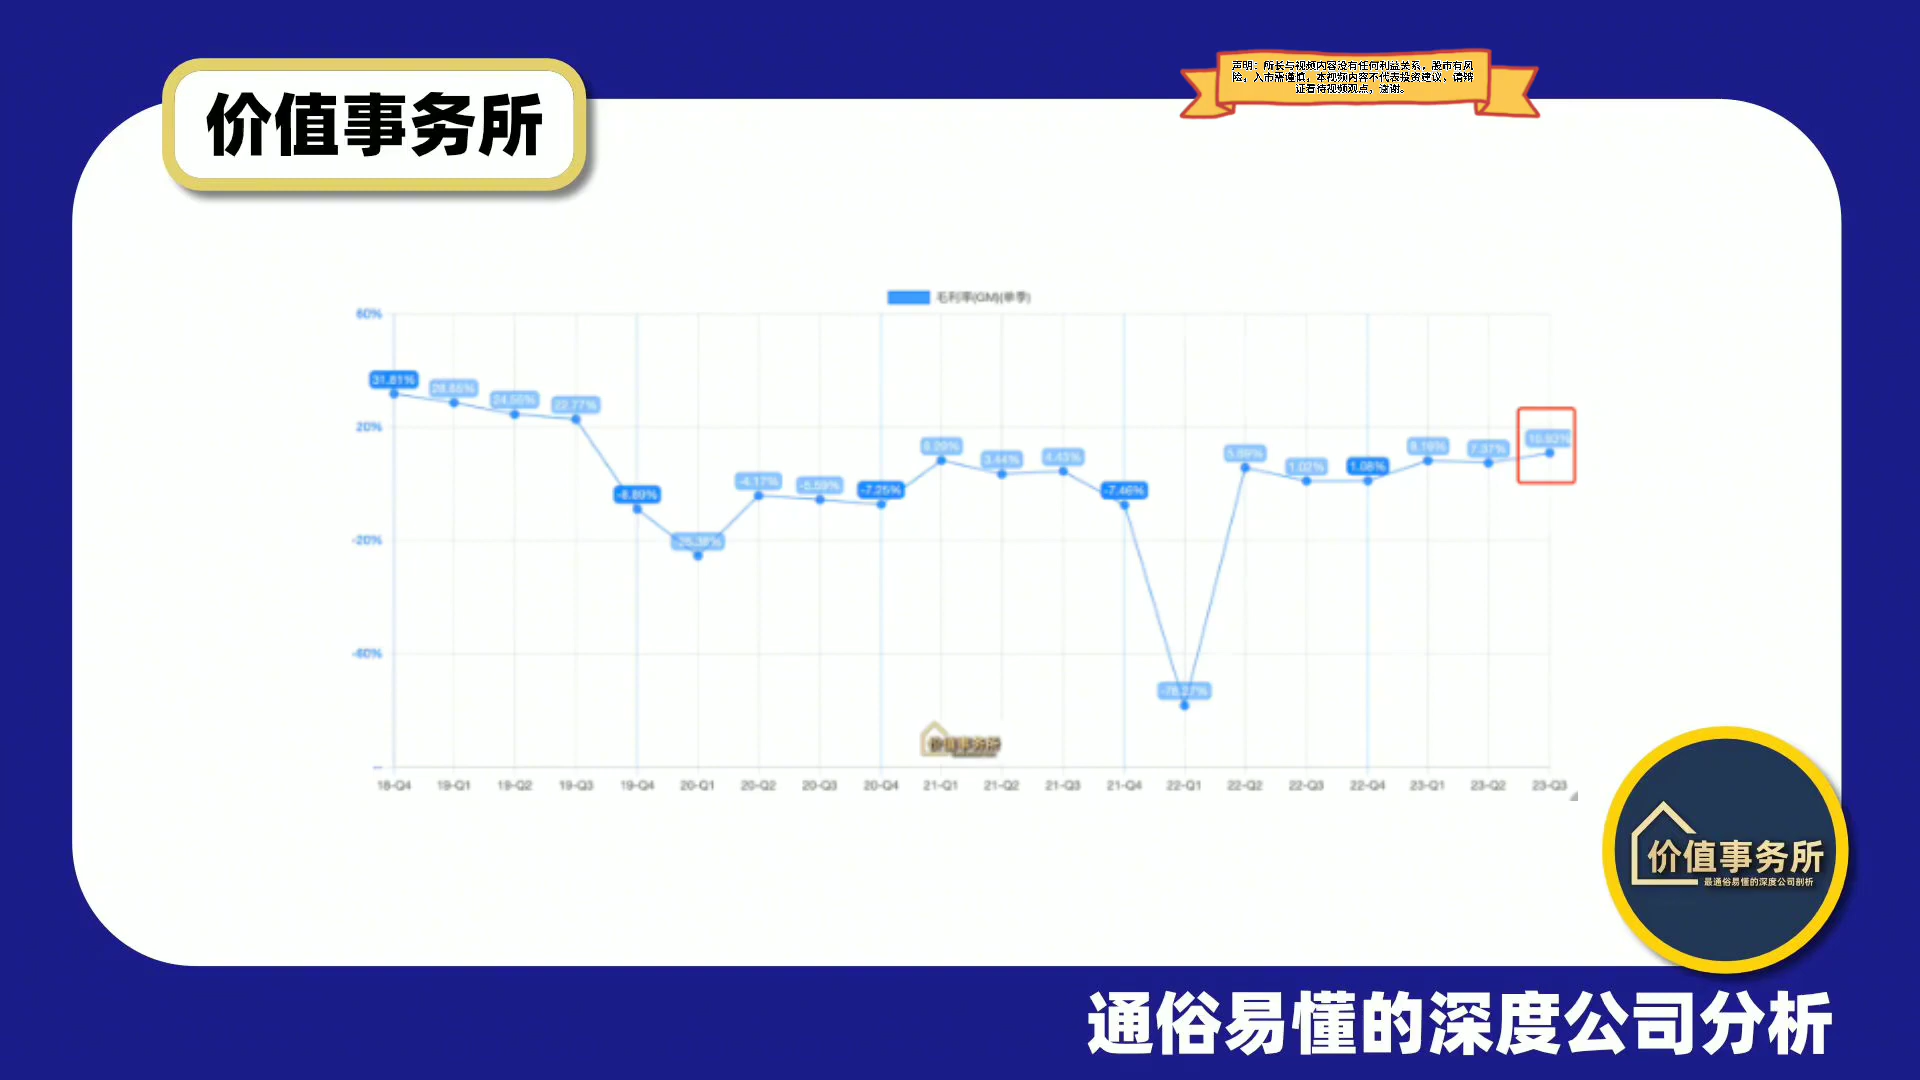 价值事务所
声明：所长与视频内容没有任何利益关系，股市有风
险，入市需谨慎，本视频内容不代表投资建议，请辩
证看待视频观点，谢谢。
毛利率(GM)(单季)
60%
20%
-20%
-60%
31.81%
28.85%
24.55%
22.77%
-8.89%
-4.17%
-5.59%
-7.25%
9.29%
3.44%
4.43%
-7.46%
5.89%
1.02%
1.08%
8.19%
7.37%
18-Q4 19-Q1 19-Q2 19-Q3 19-Q4 20-Q1 20-Q2 20-Q3 20-Q4 21-Q1 21-Q2 21-Q3 21-Q4 22-Q1 22-Q2 22-Q3 22-Q4 23-Q1 23-Q2 23-Q3
价值事务所
价值事务所
最通俗易懂的深度公司剖析
通俗易懂的深度公司分析